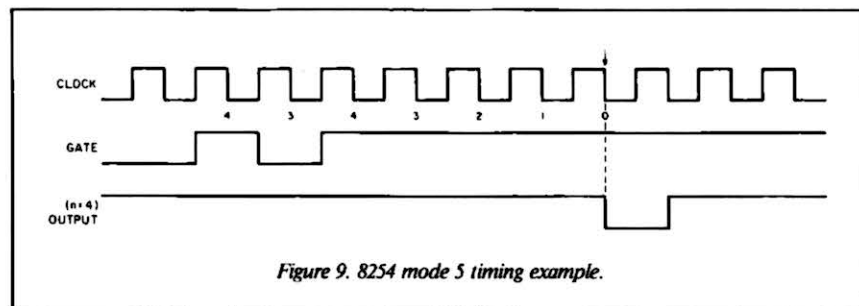 CLOCK
4 3 4 3 2 1 0
GATE
(n=4)
OUTPUT
Figure 9. 8254 mode 5 timing example.